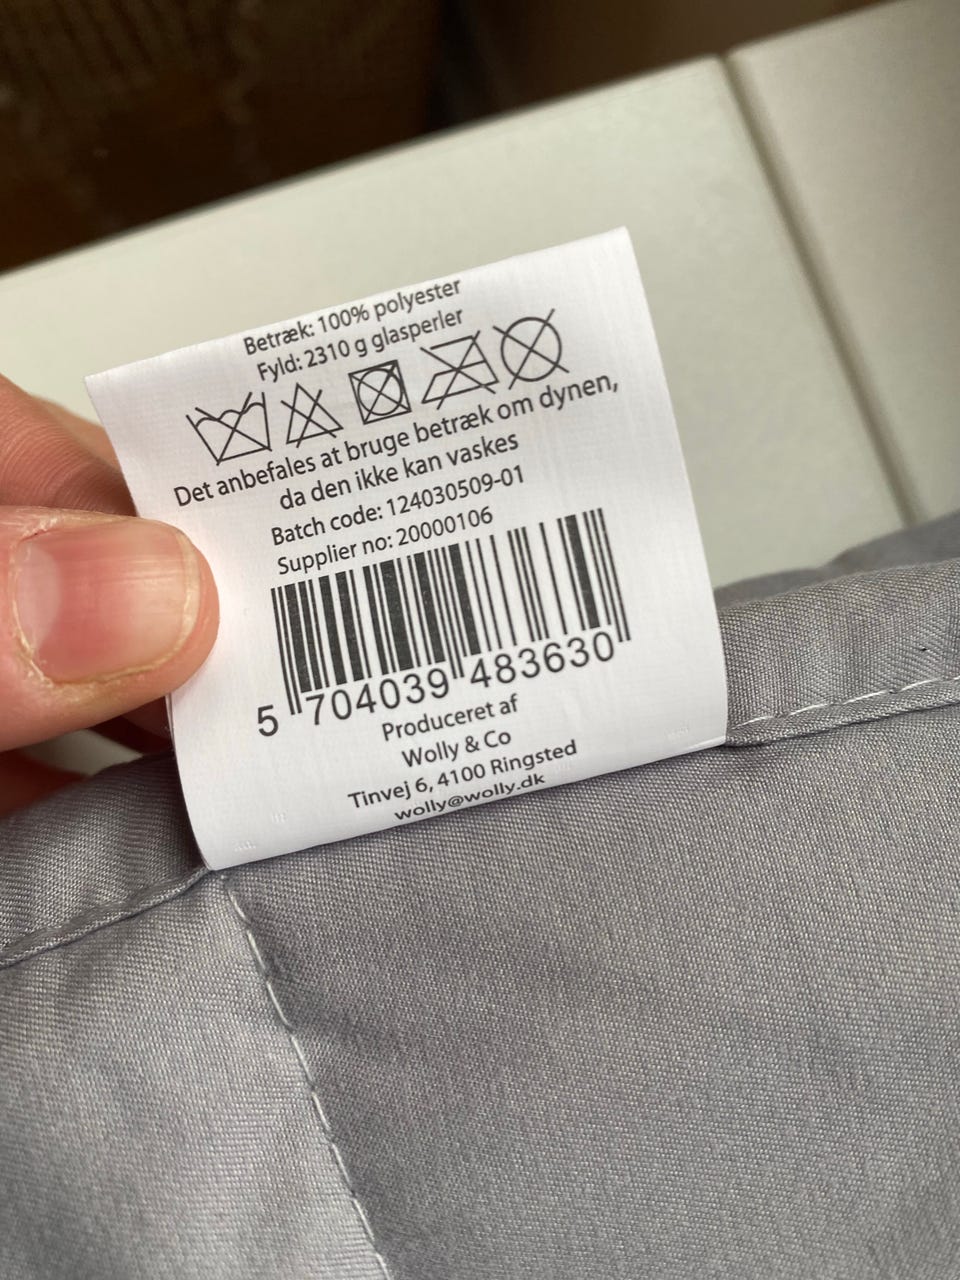 Betræk: 100% polyester
Fyld: 2310 g glasperler
Det anbefales at bruge betræk om dynen,
da den ikke kan vaskes
Batch code: 124030509-01
Supplier no: 20000106
5 704039 483630
Produceret af
Wolly & Co
Tinvej 6, 4100 Ringsted
wolly@wolly.dk